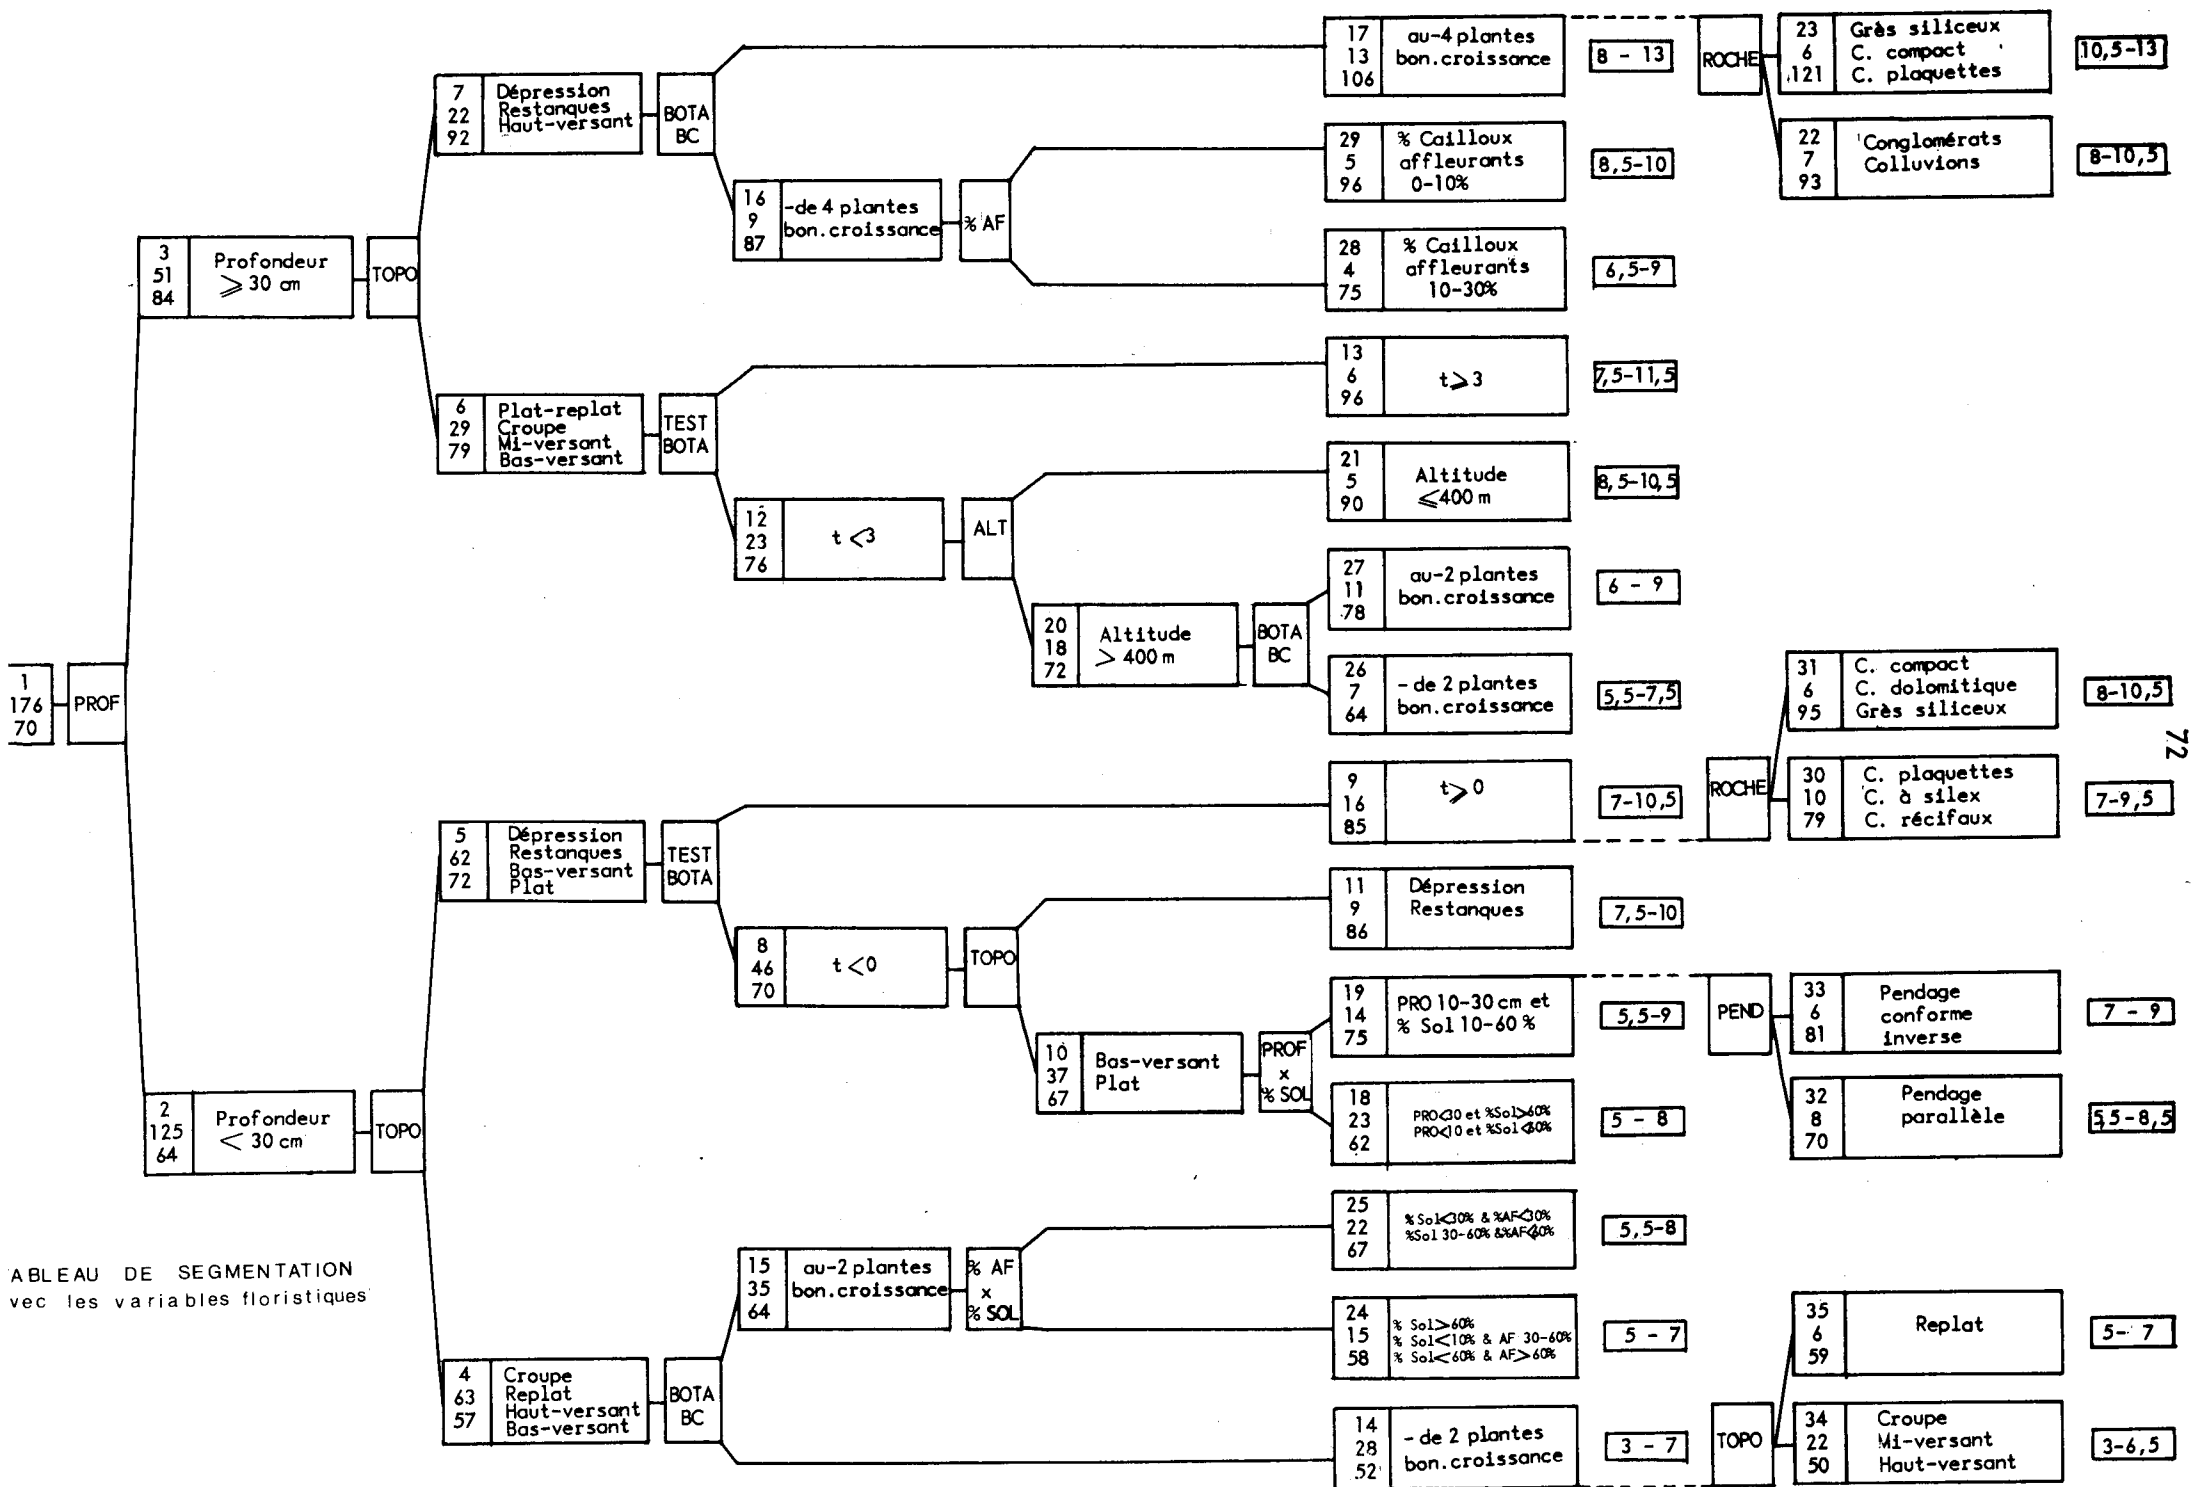 1
176
70
PROF
3
51
84
Profondeur
⩾ 30 cm
TOPO
7
22
92
Dépression
Restanques
Haut-versant
BOTA
BC
17
13
106
au-4 plantes
bon.croissance
8 - 13
ROCHE
23
6
121
Grès siliceux
C. compact
C. plaquettes
10,5-13
22
7
93
Conglomérats
Colluvions
8-10,5
16
9
87
-de 4 plantes
bon.croissance
% AF
29
5
96
% Cailloux
affleurants
0-10%
8,5-10
28
4
75
% Cailloux
affleurants
10-30%
6,5-9
6
29
79
Plat-replat
Croupe
Mi-versant
Bas-versant
TEST
BOTA
13
6
96
t⩾3
7,5-11,5
12
23
76
t <3
ALT
21
5
90
Altitude
⩽400 m
8,5-10,5
20
18
72
Altitude
> 400 m
BOTA
BC
27
11
78
au-2 plantes
bon.croissance
6 - 9
26
7
64
- de 2 plantes
bon.croissance
5,5-7,5
2
125
64
Profondeur
< 30 cm
TOPO
5
62
72
Dépression
Restanques
Bas-versant
Plat
TEST
BOTA
9
16
85
t⩾0
7-10,5
ROCHE
31
6
95
C. compact
C. dolomitique
Grès siliceux
8-10,5
30
10
79
C. plaquettes
C. à silex
C. récifaux
7-9,5
8
46
70
t <0
TOPO
11
9
86
Dépression
Restanques
7,5-10
10
37
67
Bas-versant
Plat
PROF
x
% SOL
19
14
75
PRO 10-30 cm et
% Sol 10-60 %
5,5-9
PEND
33
6
81
Pendage
conforme
inverse
7 - 9
32
8
70
Pendage
parallèle
5,5-8,5
18
23
62
PRO<30 et %Sol>60%
PRO<10 et %Sol<60%
5 - 8
4
63
57
Croupe
Replat
Haut-versant
Bas-versant
BOTA
BC
15
35
64
au-2 plantes
bon.croissance
% AF
x
% SOL
25
22
67
% Sol<30% & %AF<30%
%Sol 30-60% &%AF<60%
5,5-8
24
15
58
% Sol>60%
% Sol<10% & AF 30-60%
% Sol<60% & AF>60%
5 - 7
14
28
52
- de 2 plantes
bon.croissance
3 - 7
TOPO
35
6
59
Replat
5- 7
34
22
50
Croupe
Mi-versant
Haut-versant
3-6,5
ABLEAU DE SEGMENTATION
vec les variables floristiques
72